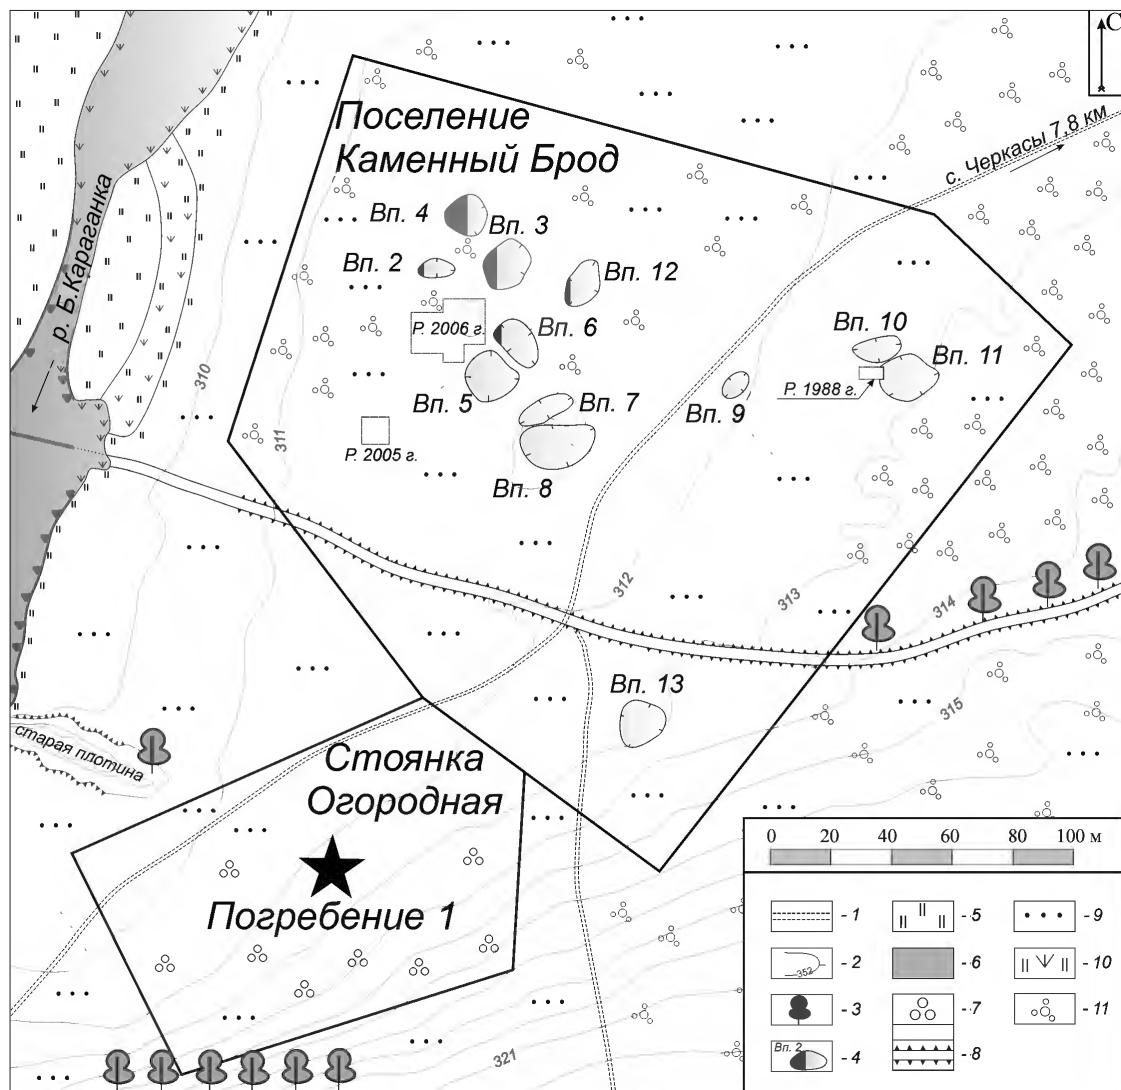 С
Поселение
Каменный Брод
с. Черкасы 7,8 км
р. Б.Караганка
Вп. 4
Вп. 3
Вп. 2
Вп. 12
Р. 2006 г.
Вп. 6
Вп. 10
Вп. 11
310
311
Вп. 5
Вп. 7
Вп. 9
Р. 1988 г.
Р. 2005 г.
Вп. 8
312
313
314
Вп. 13
315
старая плотина
Стоянка
Огородная
Погребение 1
321
0 20 40 60 80 100 м
- 1
- 5
- 9
352
- 2
- 6
- 10
- 3
- 7
- 11
Вп. 2
- 4
- 8